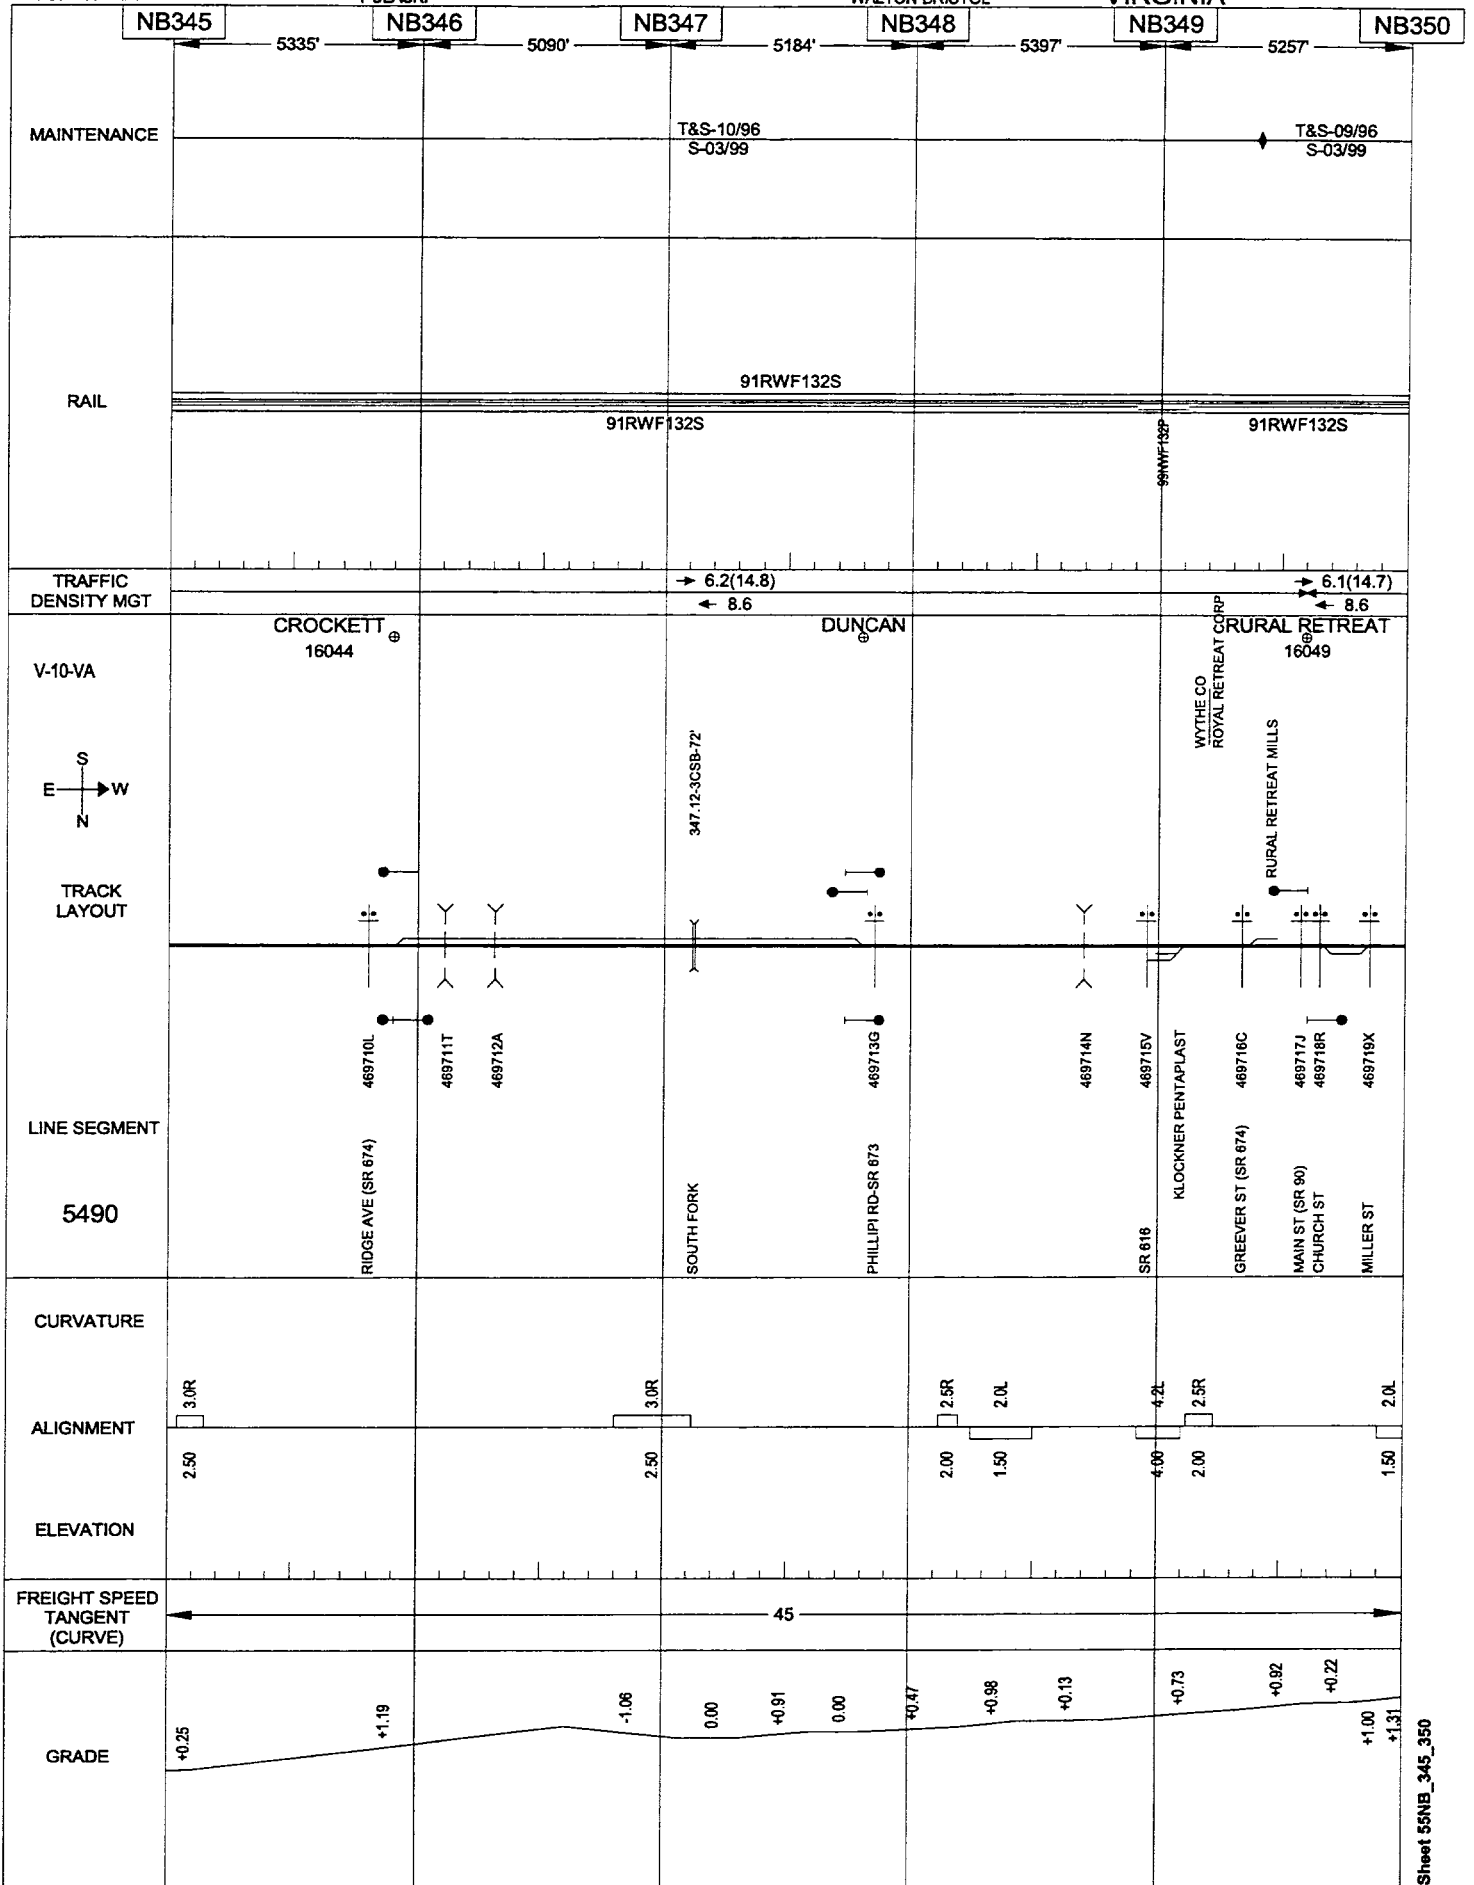 VIRGINIA
NB345 NB346 NB347 NB348 NB349 NB350
5335' 5090' 5184' 5397' 5257'
MAINTENANCE
T&S-10/96
S-03/99
T&S-09/96
S-03/99
RAIL
91RWF132S
91RWF132S
91RWF132S
99NWF132P
TRAFFIC
DENSITY MGT
6.2(14.8)
8.6
6.1(14.7)
8.6
CROCKETT
16044
DUNCAN
RURAL RETREAT
16049
V-10-VA
WYTHE CO
ROYAL RETREAT CORP
S
E W
N
347.12-3CSB-72'
RURAL RETREAT MILLS
TRACK
LAYOUT
469710L
469711T
469712A
469713G
469714N
469715V
KLOCKNER PENTAPLAST
469716C
469717J
469718R
469719X
LINE SEGMENT
5490
RIDGE AVE (SR 674)
SOUTH FORK
PHILLIPI RD-SR 673
SR 616
GREEVER ST (SR 674)
MAIN ST (SR 90)
CHURCH ST
MILLER ST
CURVATURE
3.0R 3.0R 2.5R 2.0L 4.2L 2.5R 2.0L
ALIGNMENT
2.50 2.50 2.00 1.50 4.00 2.00 1.50
ELEVATION
FREIGHT SPEED
TANGENT
(CURVE)
45
GRADE
+0.25 +1.19 -1.06 0.00 +0.91 0.00 +0.47 +0.98 +0.13 +0.73 +0.92 +0.22 +1.00 +1.31
Sheet 55NB_345_350